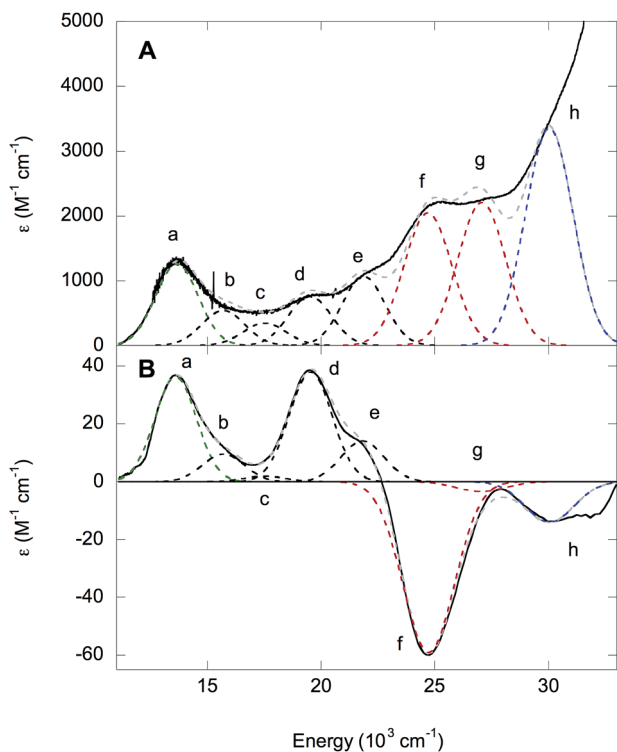 5000
A
4000
h
3000
ε (M⁻¹ cm⁻¹)
f
g
2000
a
e
1000
b
c
d
0
B
40
a
d
20
b
e
g
0
c
ε (M⁻¹ cm⁻¹)
-20
h
-40
-60
f
15 20 25 30
Energy (10³ cm⁻¹)